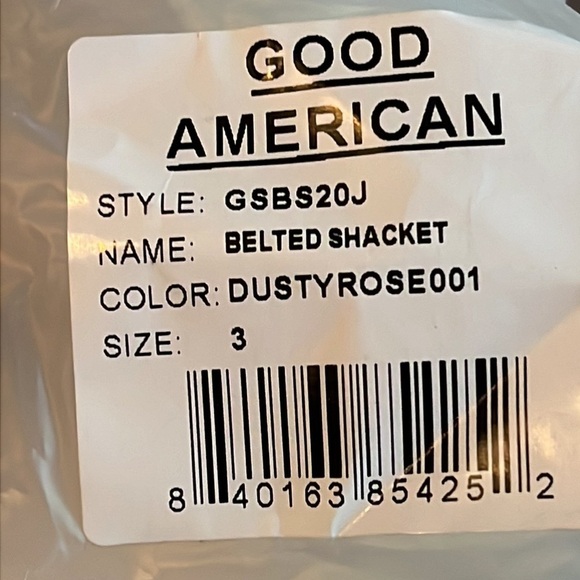 GOOD
AMERICAN
STYLE: GSBS20J
NAME: BELTED SHACKET
COLOR: DUSTYROSE001
SIZE: 3
8 40163 85425 2